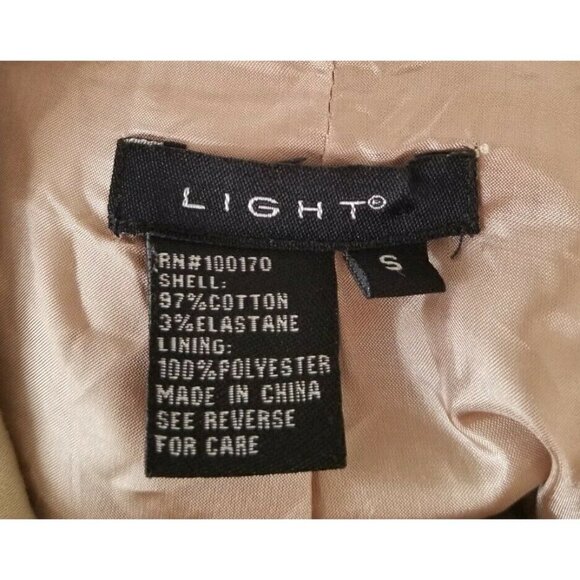 LIGHT
S
RN#100170
SHELL:
97%COTTON
3%ELASTANE
LINING:
100%POLYESTER
MADE IN CHINA
SEE REVERSE
FOR CARE